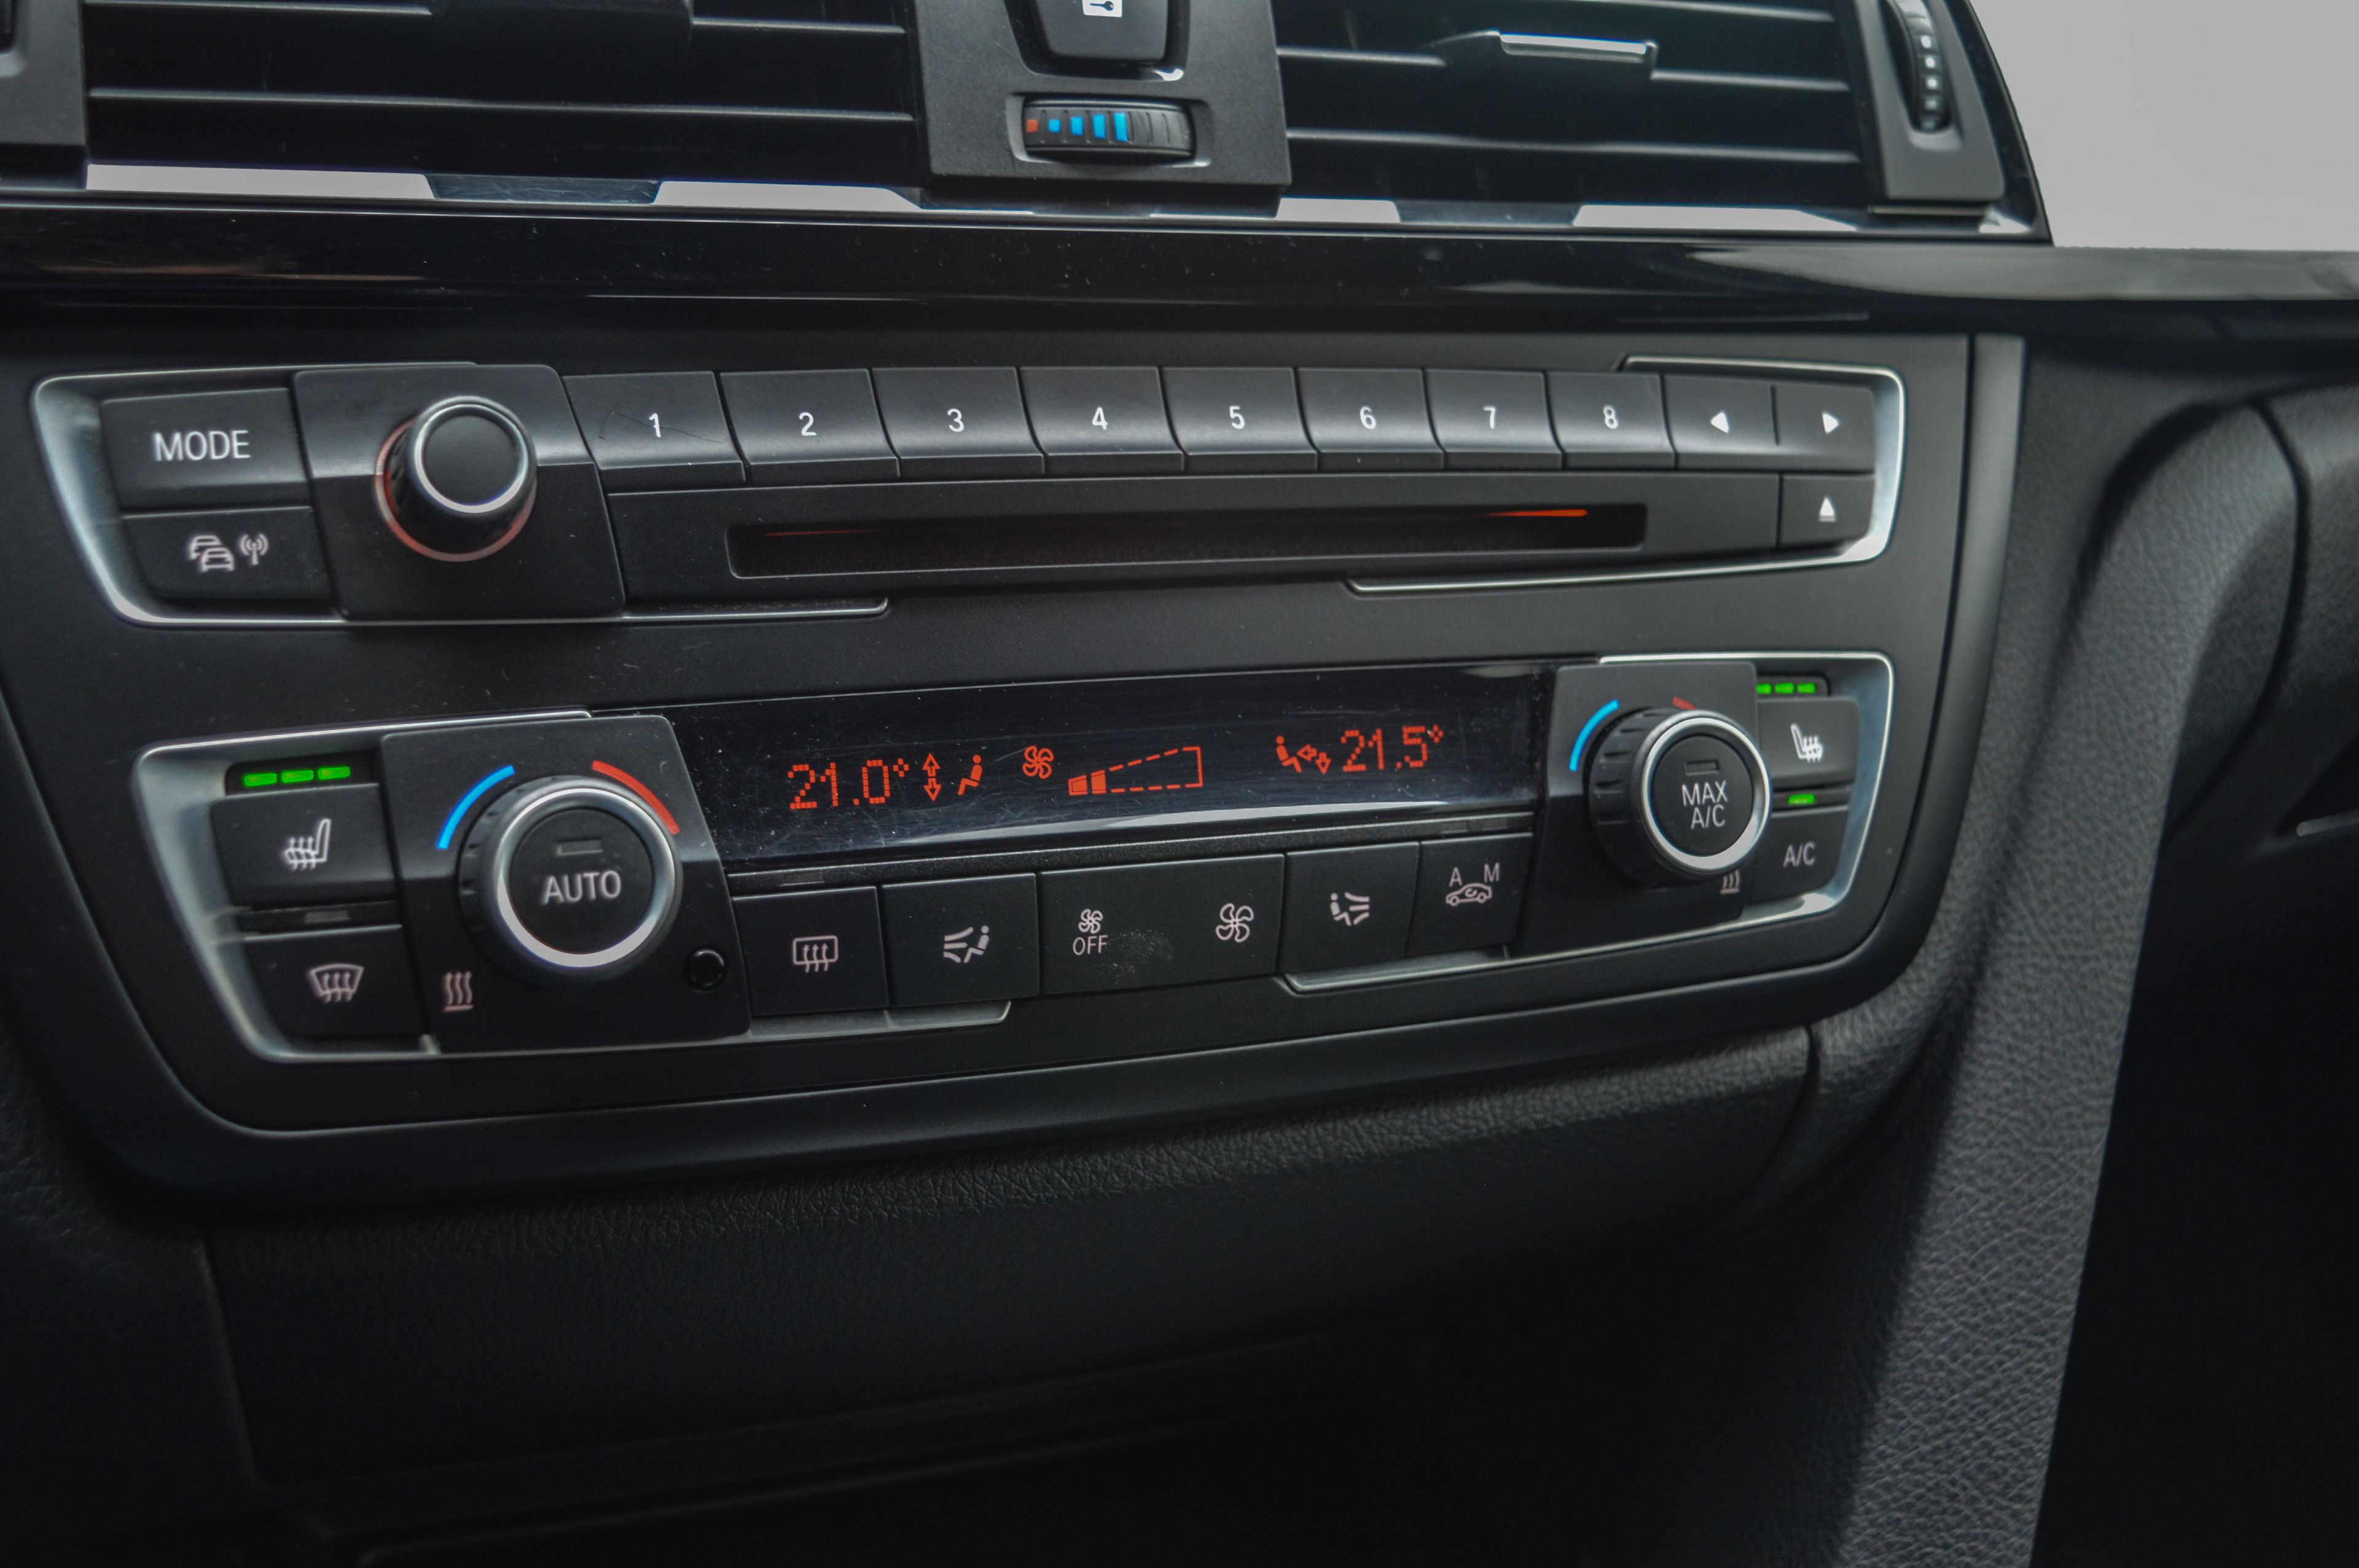 MODE
1 2 3 4 5 6 7 8
21.0° 21.5°
AUTO
MAX
A/C
A/C
OFF
A M